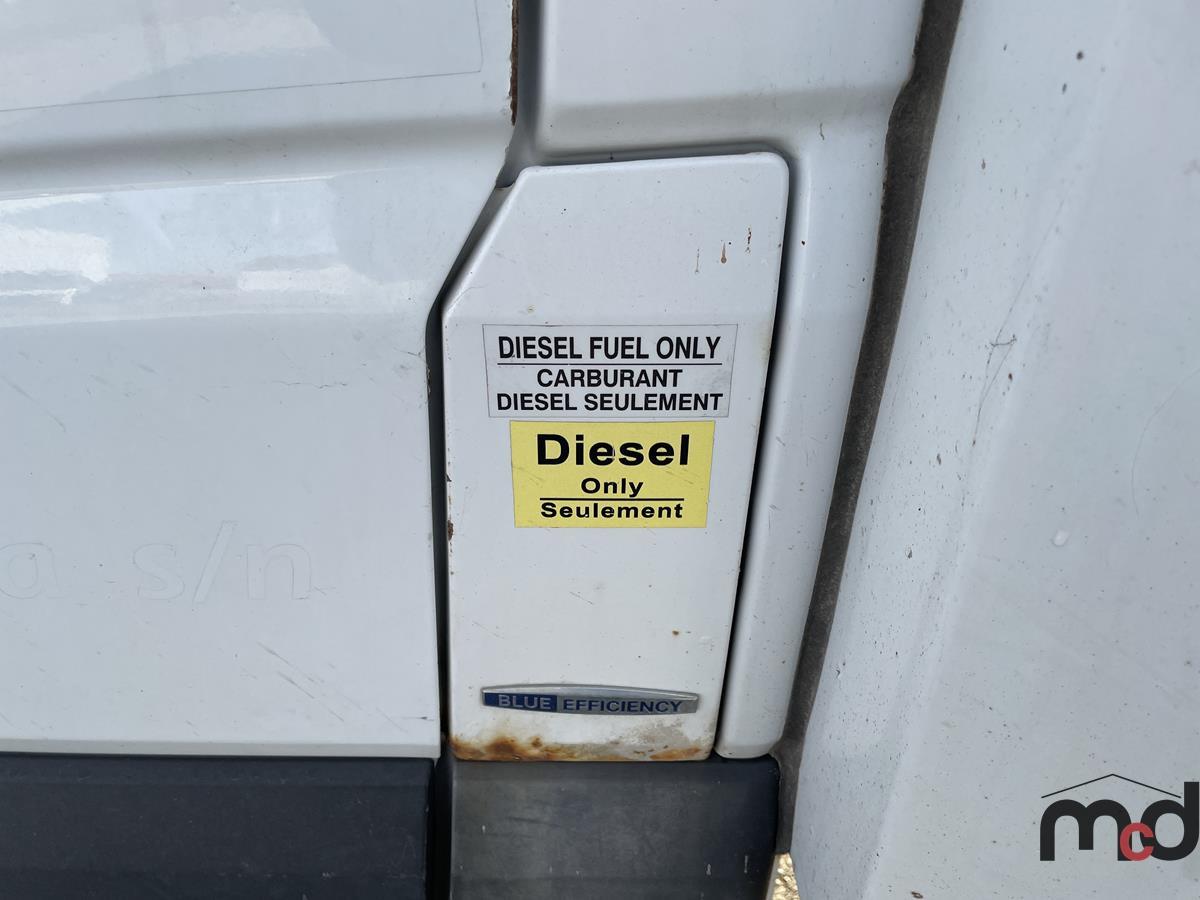 DIESEL FUEL ONLY
CARBURANT
DIESEL SEULEMENT
Diesel
Only
Seulement
a s/n
BLUE EFFICIENCY
mcd